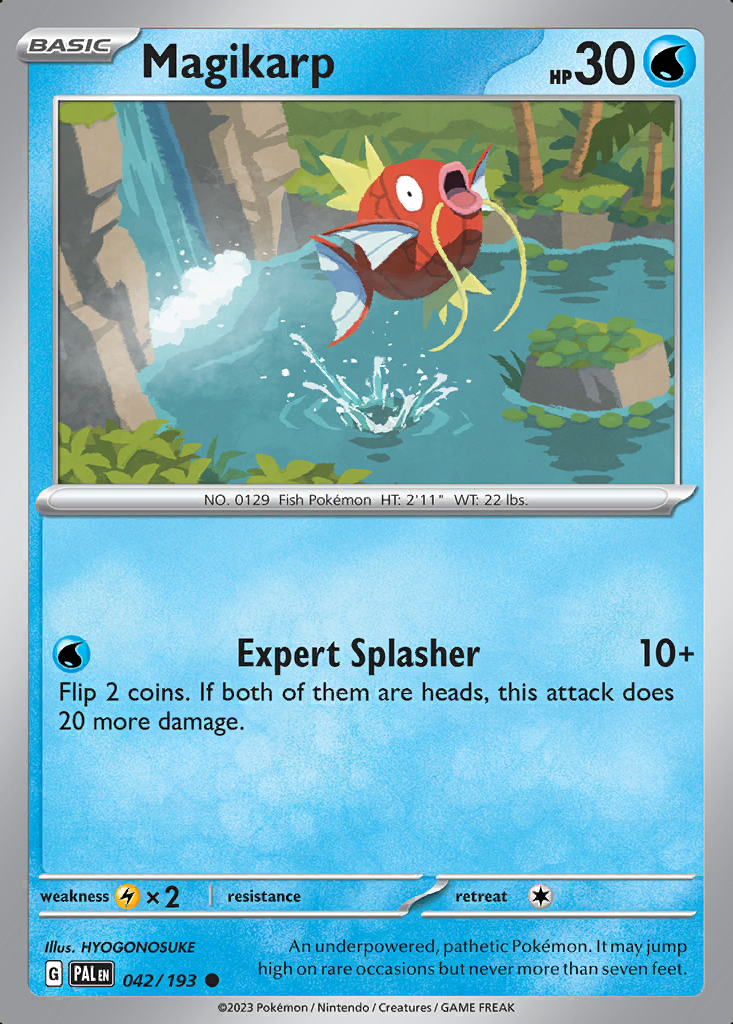 BASIC
Magikarp
HP30
NO. 0129 Fish Pokémon HT: 2'11" WT: 22 lbs.
Expert Splasher 10+
Flip 2 coins. If both of them are heads, this attack does
20 more damage.
weakness ×2 resistance retreat
Illus. HYOGONOSUKE
An underpowered, pathetic Pokémon. It may jump
high on rare occasions but never more than seven feet.
G PAL EN 042/193
©2023 Pokémon / Nintendo / Creatures / GAME FREAK